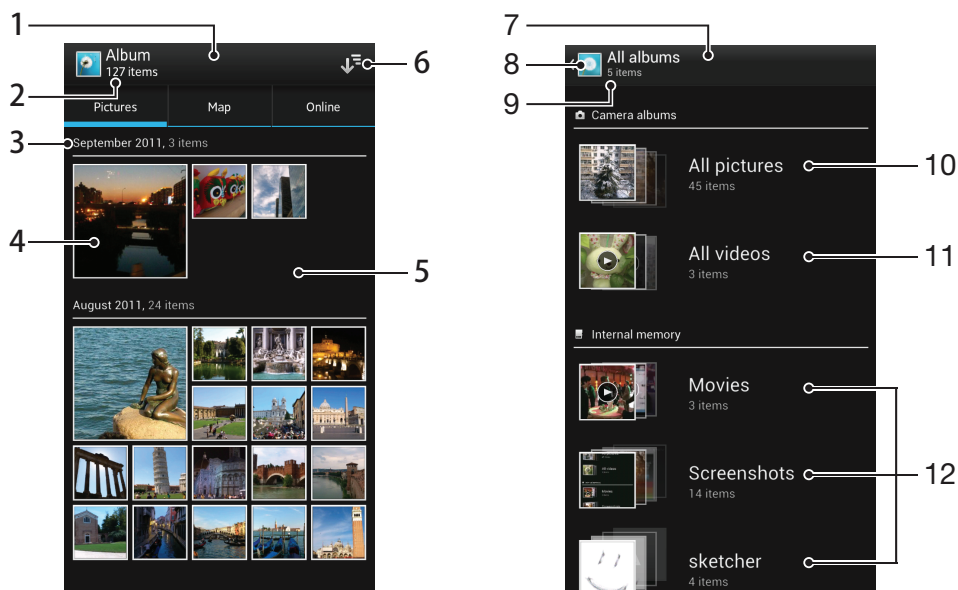 1
Album
127 items
2
6
Pictures Map Online
3
September 2011, 3 items
4
5
August 2011, 24 items
7
All albums
5 items
8
9
Camera albums
All pictures
45 items
10
All videos
3 items
11
Internal memory
Movies
3 items
Screenshots
14 items
12
sketcher
4 items